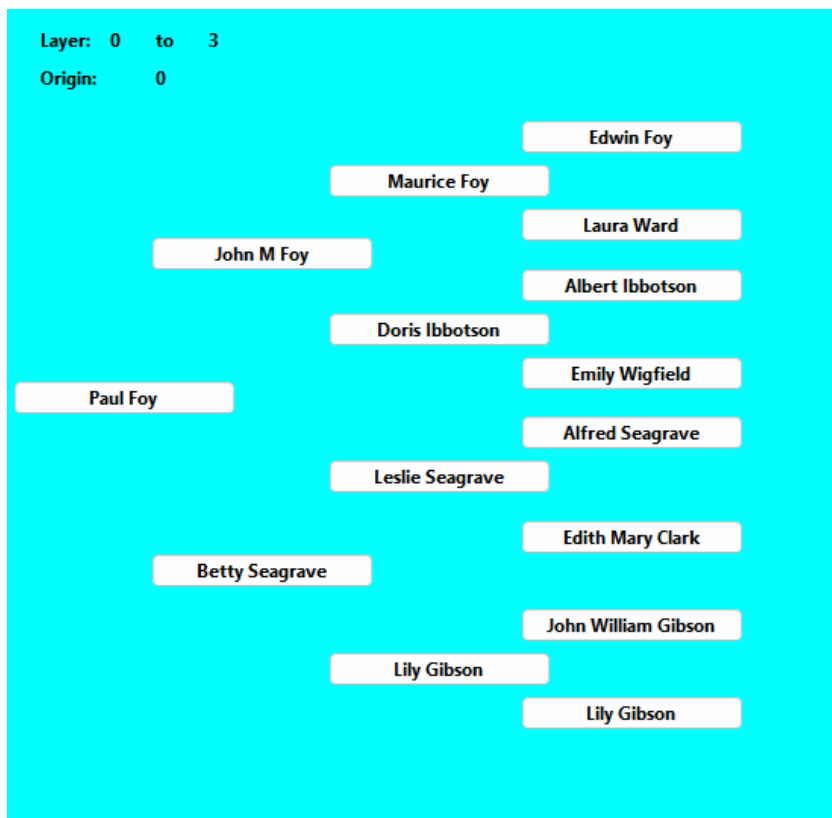 Layer: 0 to 3
Origin: 0
Edwin Foy
Maurice Foy
Laura Ward
John M Foy
Albert Ibbotson
Doris Ibbotson
Emily Wigfield
Paul Foy
Alfred Seagrave
Leslie Seagrave
Edith Mary Clark
Betty Seagrave
John William Gibson
Lily Gibson
Lily Gibson